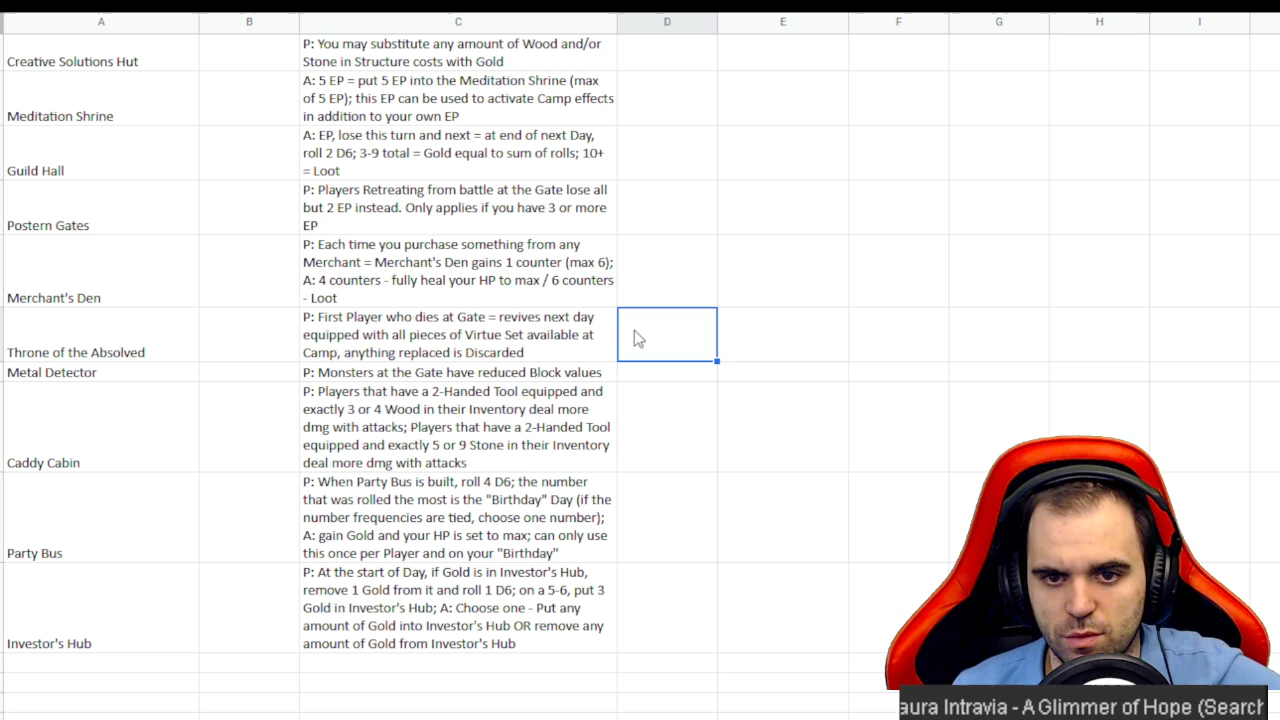 A B C D E F G H I
Creative Solutions Hut
P: You may substitute any amount of Wood and/or
Stone in Structure costs with Gold
Meditation Shrine
A: 5 EP = put 5 EP into the Meditation Shrine (max
of 5 EP); this EP can be used to activate Camp effects
in addition to your own EP
Guild Hall
A: EP, lose this turn and next = at end of next Day,
roll 2 D6; 3-9 total = Gold equal to sum of rolls; 10+
= Loot
Postern Gates
P: Players Retreating from battle at the Gate lose all
but 2 EP instead. Only applies if you have 3 or more
EP
Merchant's Den
P: Each time you purchase something from any
Merchant = Merchant's Den gains 1 counter (max 6);
A: 4 counters - fully heal your HP to max / 6 counters
- Loot
Throne of the Absolved
P: First Player who dies at Gate = revives next day
equipped with all pieces of Virtue Set available at
Camp, anything replaced is Discarded
Metal Detector
P: Monsters at the Gate have reduced Block values
Caddy Cabin
P: Players that have a 2-Handed Tool equipped and
exactly 3 or 4 Wood in their Inventory deal more
dmg with attacks; Players that have a 2-Handed Tool
equipped and exactly 5 or 9 Stone in their Inventory
deal more dmg with attacks
Party Bus
P: When Party Bus is built, roll 4 D6; the number
that was rolled the most is the "Birthday" Day (if the
number frequencies are tied, choose one number);
A: gain Gold and your HP is set to max; can only use
this once per Player and on your "Birthday"
Investor's Hub
P: At the start of Day, if Gold is in Investor's Hub,
remove 1 Gold from it and roll 1 D6; on a 5-6, put 3
Gold in Investor's Hub; A: Choose one - Put any
amount of Gold into Investor's Hub OR remove any
amount of Gold from Investor's Hub
aura Intravia - A Glimmer of Hope (Search